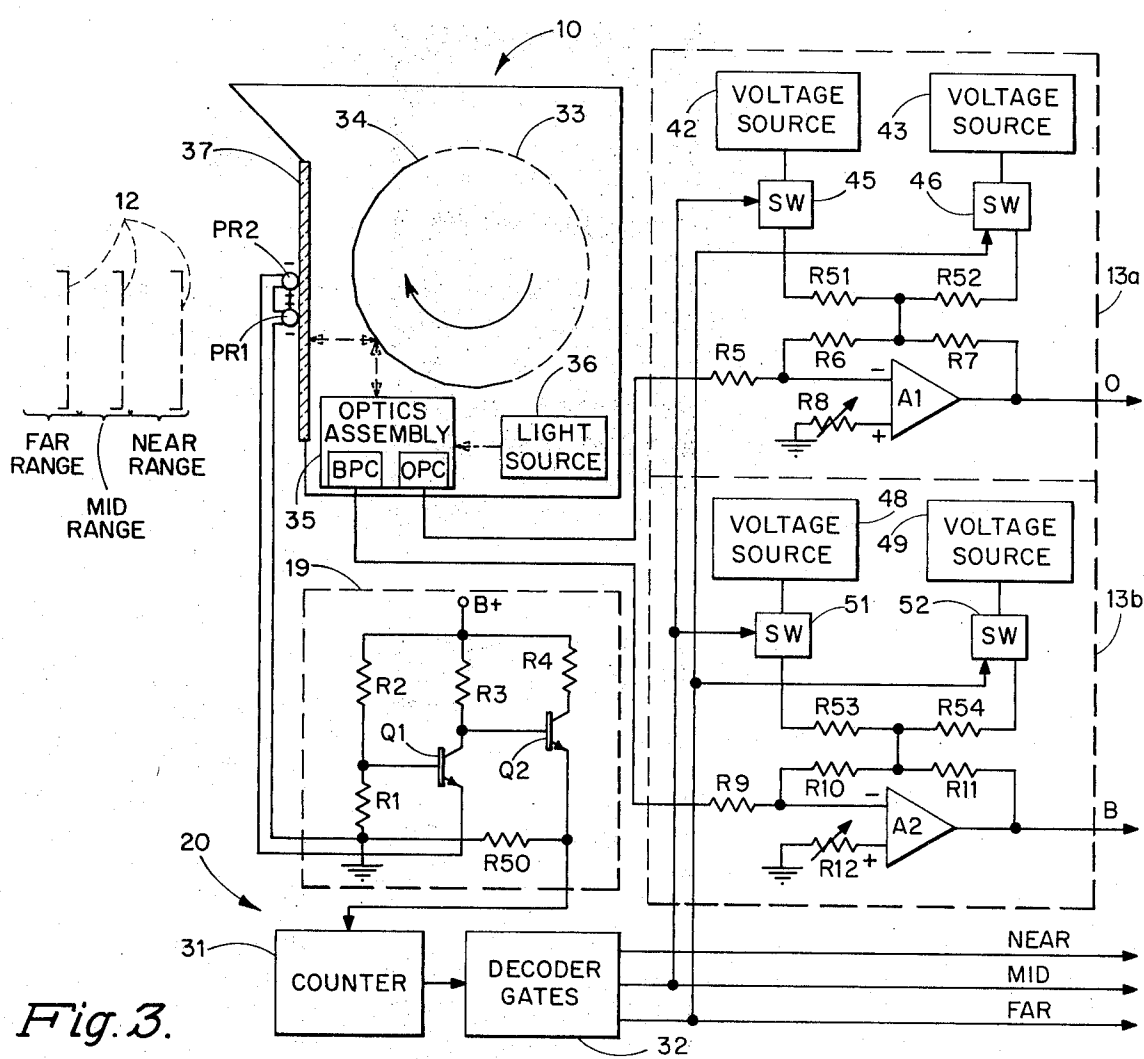 10
33
34
37
12
PR2
PR1
FAR
RANGE
NEAR
RANGE
MID
RANGE
OPTICS
ASSEMBLY
BPC
OPC
35
36
LIGHT
SOURCE
42
VOLTAGE
SOURCE
43
VOLTAGE
SOURCE
SW
45
46
SW
R51
R52
13a
R5
R6
R7
-
A1
R8
+
O
48
VOLTAGE
SOURCE
49
VOLTAGE
SOURCE
SW
51
52
SW
13b
R53
R54
R9
R10
R11
-
A2
R12
+
B
19
B+
R2
R3
R4
Q1
Q2
R1
R50
20
31
COUNTER
DECODER
GATES
32
NEAR
MID
FAR
Fig. 3.